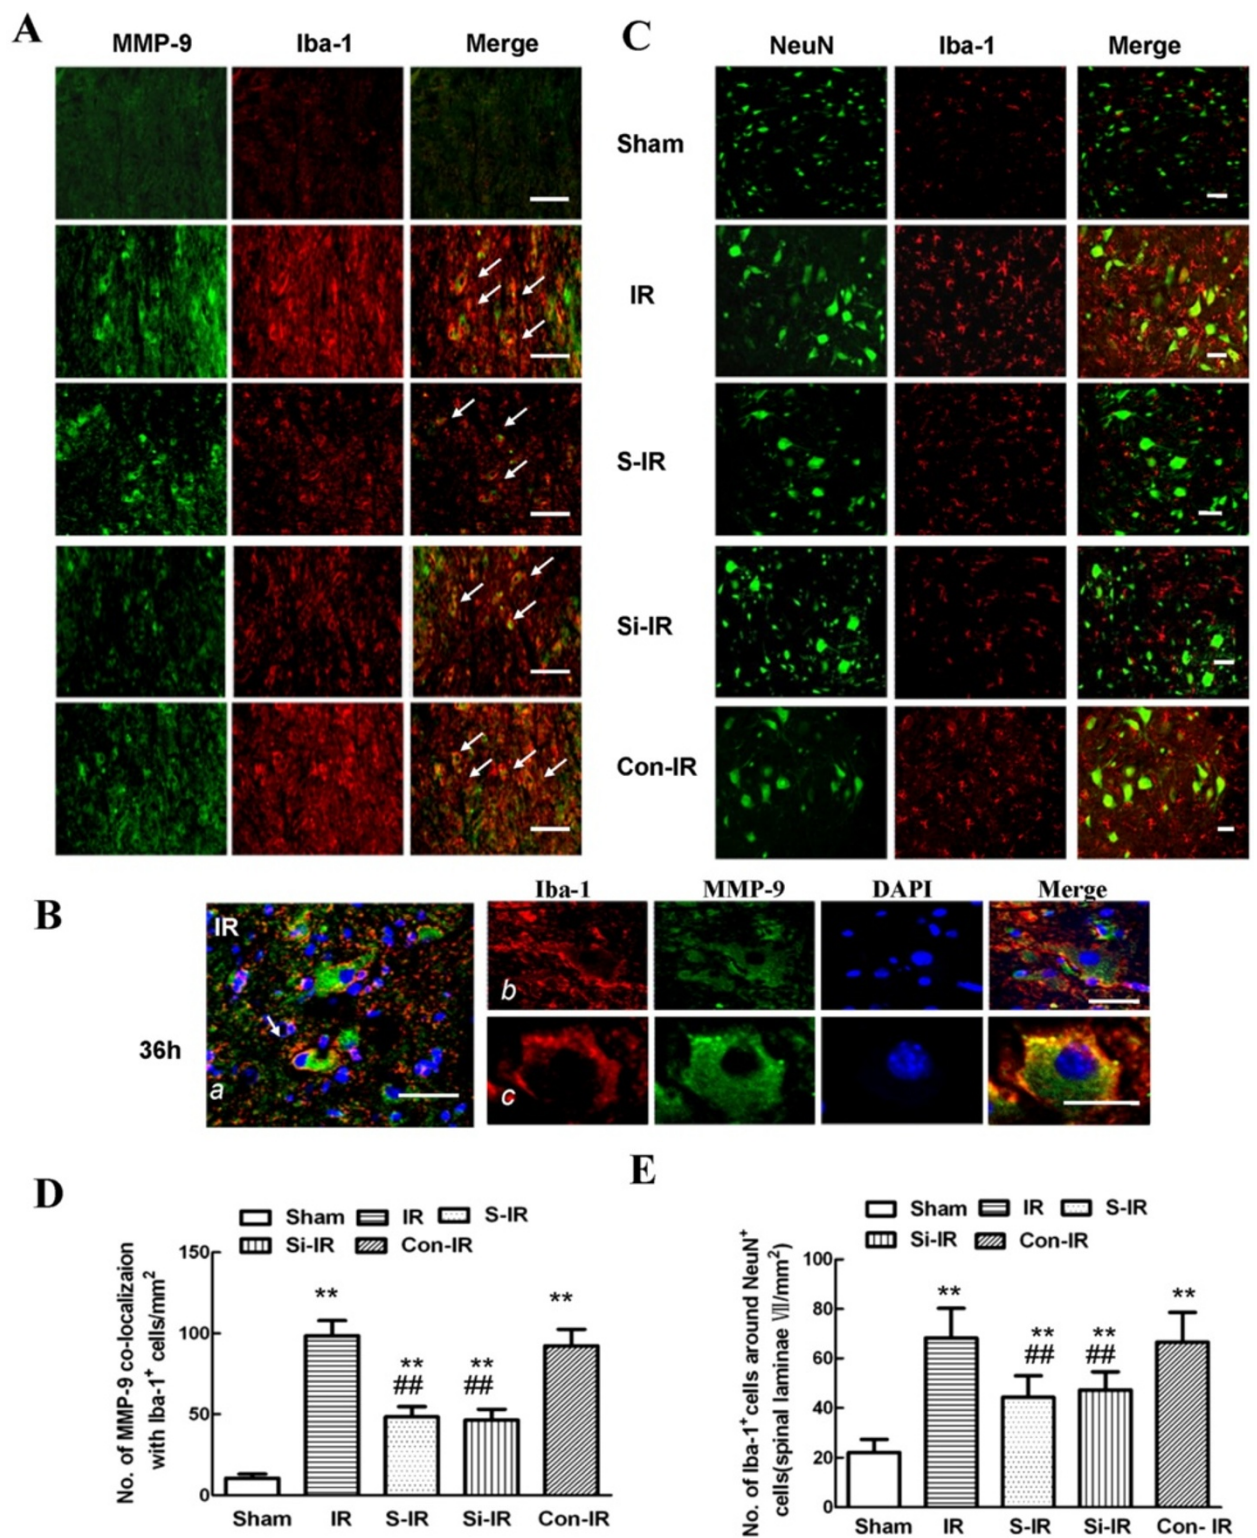 A
MMP-9 Iba-1 Merge
C
NeuN Iba-1 Merge
Sham
IR
S-IR
Si-IR
Con-IR
B
IR
36h
a
Iba-1 MMP-9 DAPI Merge
b
c
D
Sham IR S-IR
Si-IR Con-IR
No. of MMP-9 co-localizaion
with Iba-1+ cells/mm2
150
100
50
0
**
**
##
**
##
**
Sham IR S-IR Si-IR Con-IR
E
Sham IR S-IR
Si-IR Con-IR
No. of Iba-1+ cells around NeuN+
cells(spinal laminae Ⅶ/mm2)
100
80
60
40
20
0
**
**
##
**
##
**
Sham IR S-IR Si-IR Con- IR